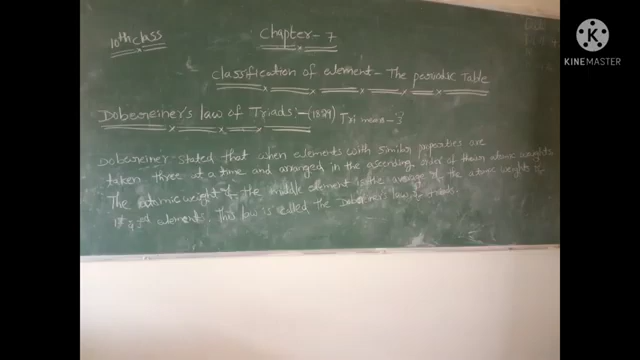 10th class
Chapter-7
KINEMASTER
Classification of element - The periodic Table
Dobereiner's law of Triads:- (1829) Tri mean - 3
Dobereiner stated that when elements with similar properties are
taken three at a time and arranged in the ascending order of their atomic weights
The atomic weight of the middle element is the average of the atomic weights of
1st & 3rd elements, This law is called the Dobereiner's law of triads.